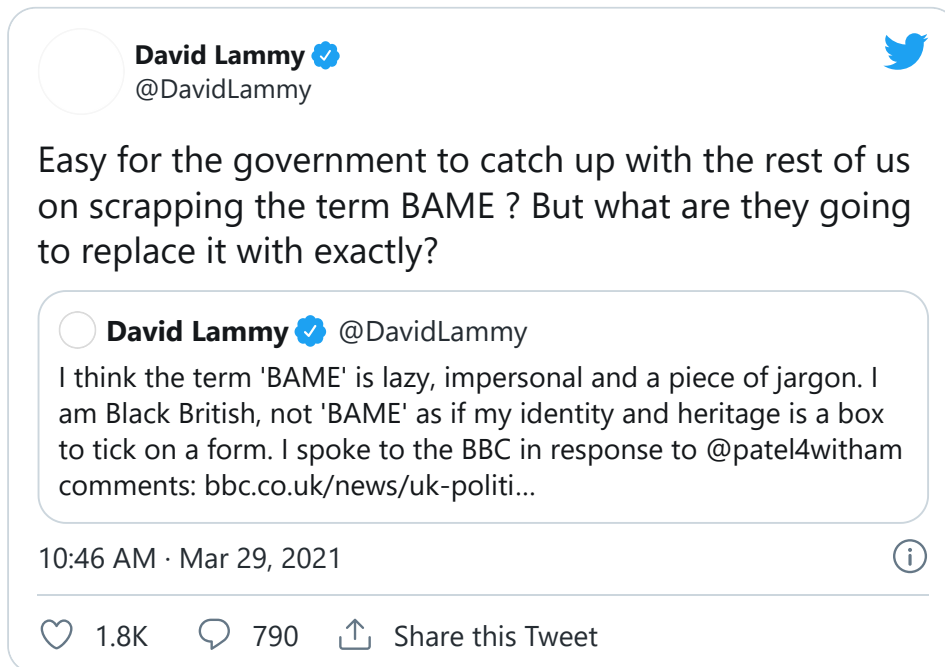 David Lammy
@DavidLammy
Easy for the government to catch up with the rest of us
on scrapping the term BAME ? But what are they going
to replace it with exactly?
David Lammy @DavidLammy
I think the term 'BAME' is lazy, impersonal and a piece of jargon. I
am Black British, not 'BAME' as if my identity and heritage is a box
to tick on a form. I spoke to the BBC in response to @patel4witham
comments: bbc.co.uk/news/uk-politi...
10:46 AM · Mar 29, 2021
1.8K 790 Share this Tweet